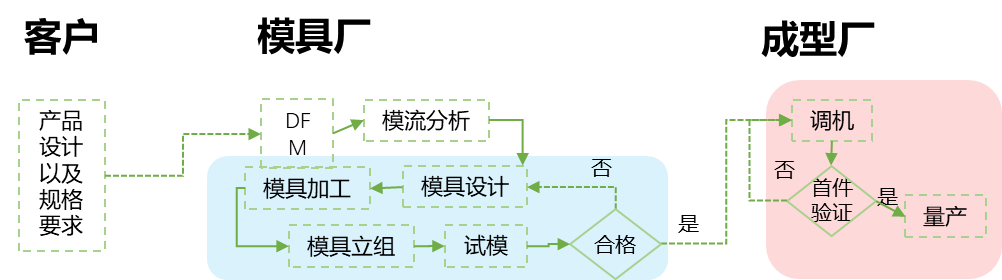 客户
模具厂
成型厂
产品
设计
以及
规格
要求
DF
M
模流分析
调机
模具加工
模具设计
否
否
首件
验证
是
量产
模具立组
试模
合格
是